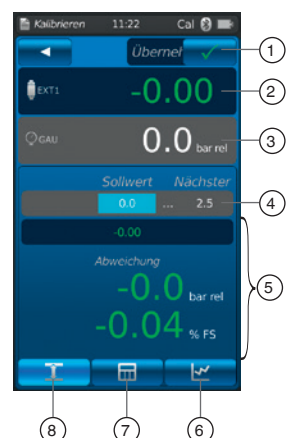 Kalibrieren 11:22 Cal
Überneh
1
EXT1 -0.00
2
GAU 0.0 bar rel
3
Sollwert Nächster
0.0 ... 2.5
4
-0.00
5
Abweichung
-0.0 bar rel
-0.04 % FS
8 7 6